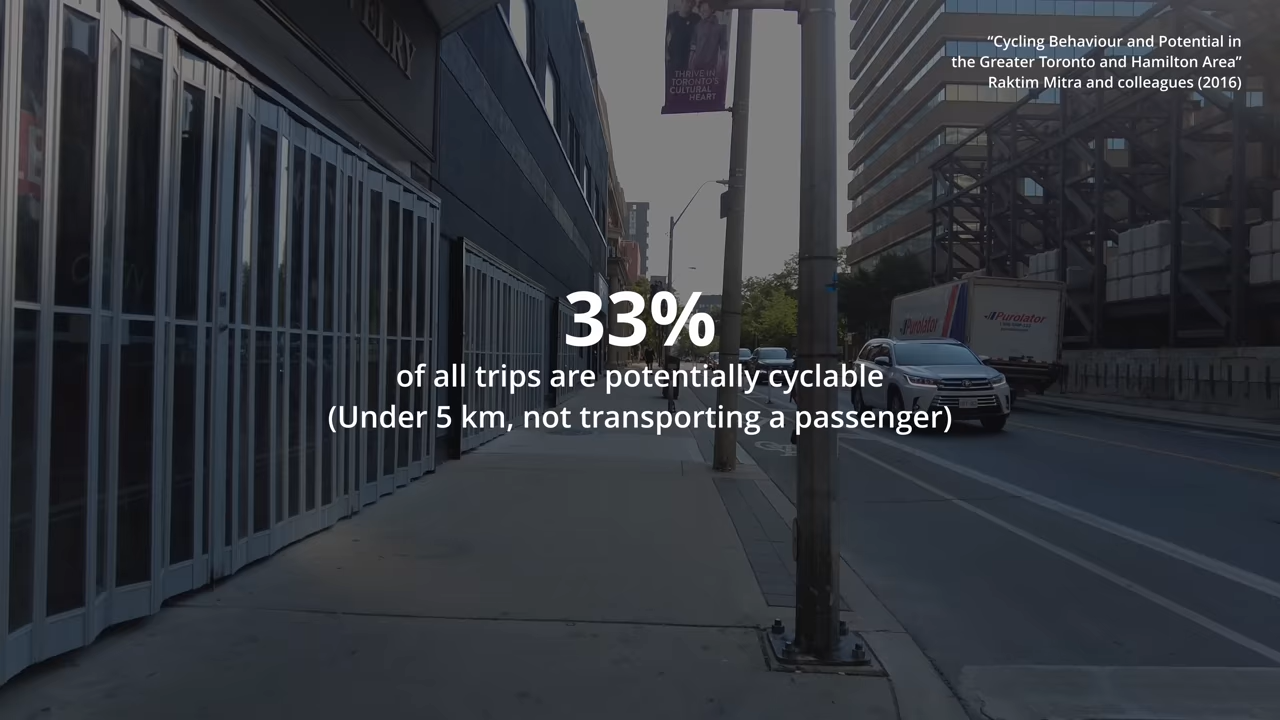 “Cycling Behaviour and Potential in
the Greater Toronto and Hamilton Area”
Raktim Mitra and colleagues (2016)
THRIVE IN
TORONTO'S
CULTURAL
HEART
Purolator
Purolator
33%
of all trips are potentially cyclable
(Under 5 km, not transporting a passenger)